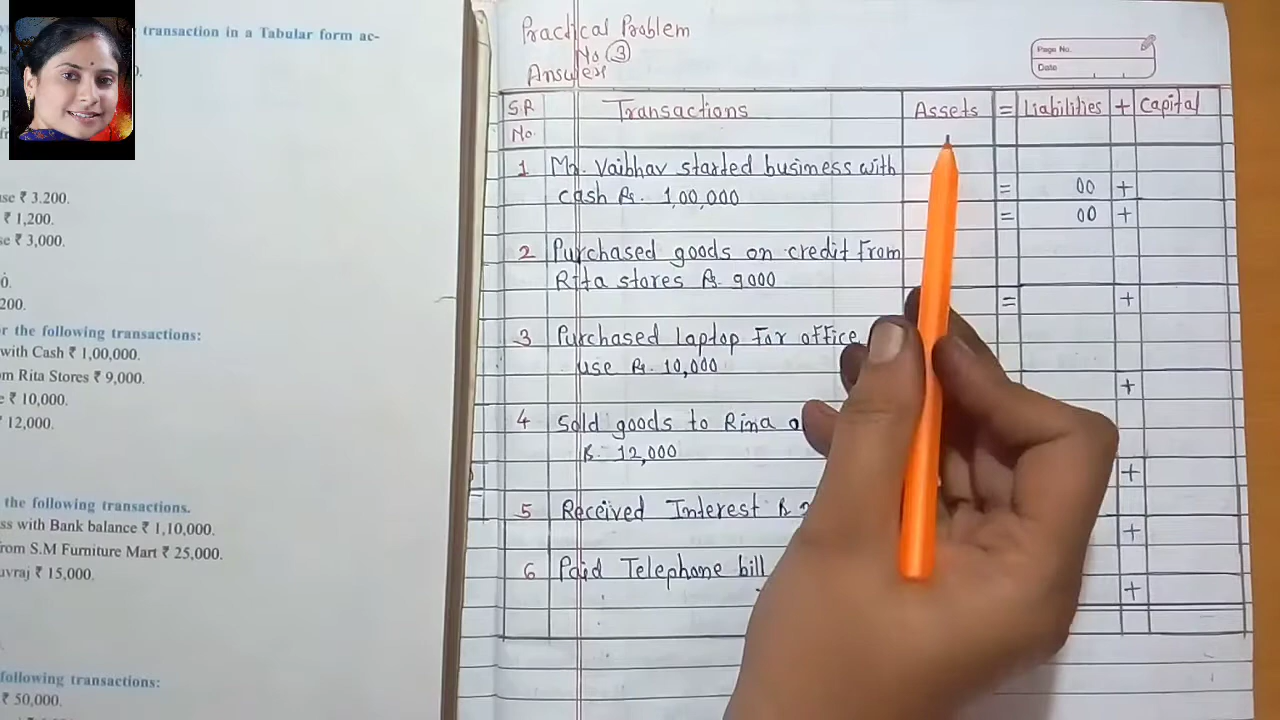 transaction in a Tabular form ac-
use ₹ 3.200.
₹ 1,200.
se ₹ 3,000.
0.
200.
or the following transactions:
with Cash ₹ 1,00,000.
om Rita Stores ₹ 9,000.
e ₹ 10,000.
₹ 12,000.
the following transactions.
ss with Bank balance ₹ 1,10,000.
from S.M Furniture Mart ₹ 25,000.
uvraj ₹ 15,000.
following transactions:
₹ 50,000.
Practical Problem
No 3
Answer
Page No.
Date
S.R No. Transactions Assets = Liabilities + Capital
1 Mr. Vaibhav started business with
cash Rs. 1,00,000 = 00 +
= 00 +
2 Purchased goods on credit from
Rita stores Rs. 9000
= +
3 Purchased Laptop For office
use Rs. 10,000
+
4 Sold goods to Rima
Rs. 12,000
+
5 Received Interest Rs
+
6 Paid Telephone bill
+